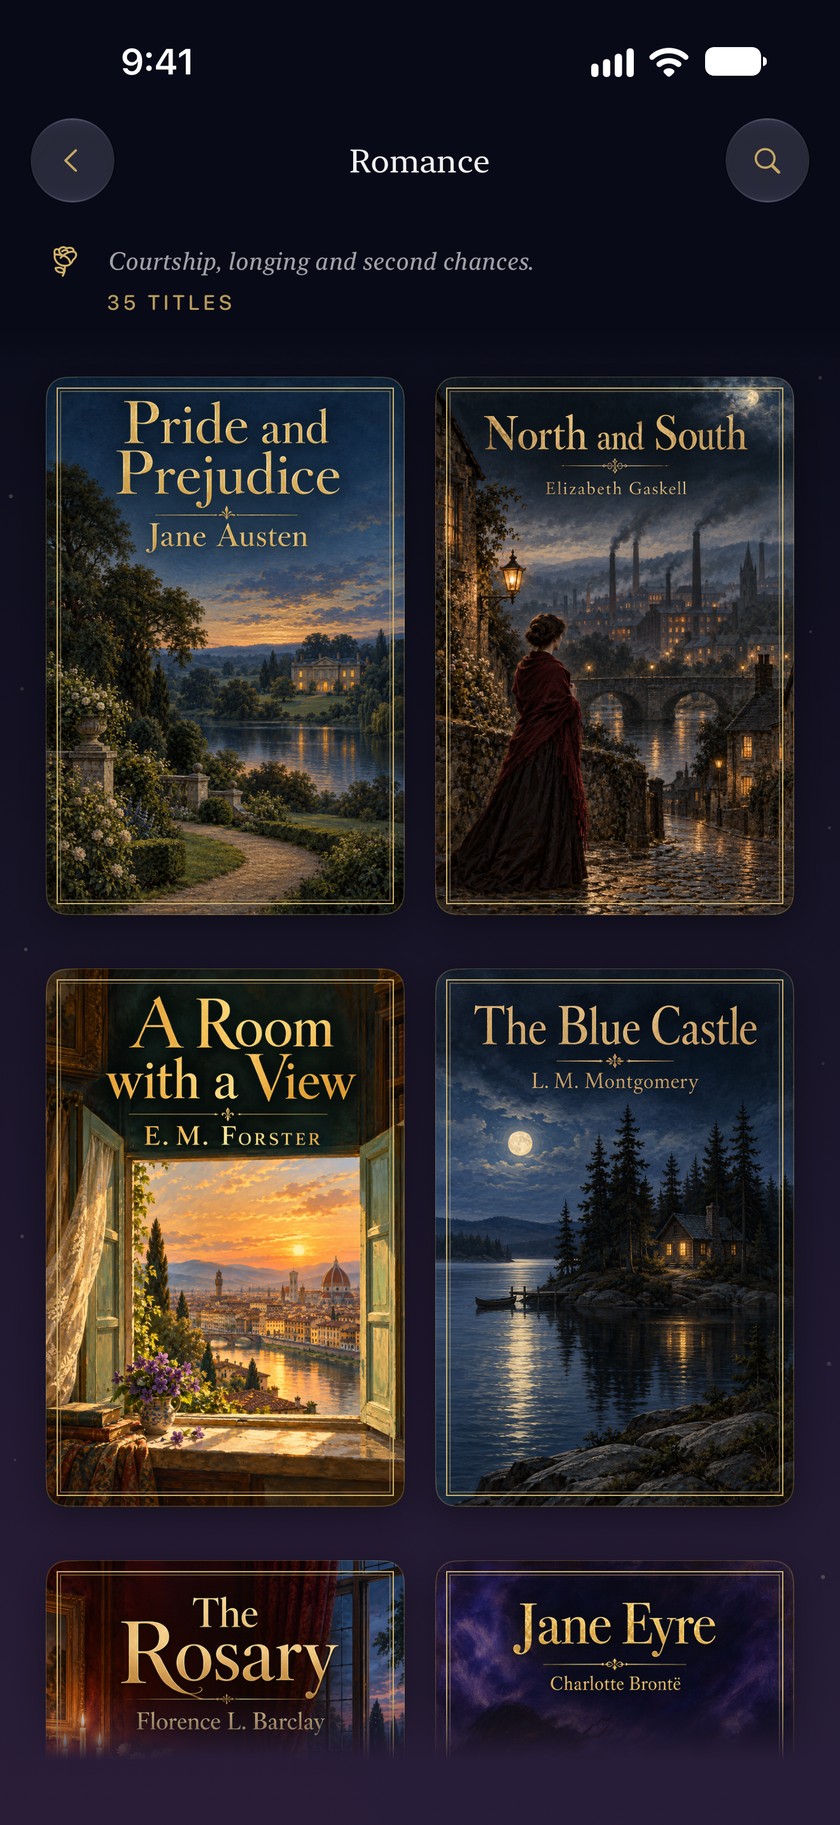 9:41
Romance
Courtship, longing and second chances.
35 TITLES
Pride and
Prejudice
Jane Austen
North and South
Elizabeth Gaskell
A Room
with a View
E. M. FORSTER
The Blue Castle
L. M. Montgomery
The
Rosary
Florence L. Barclay
Jane Eyre
Charlotte Brontë